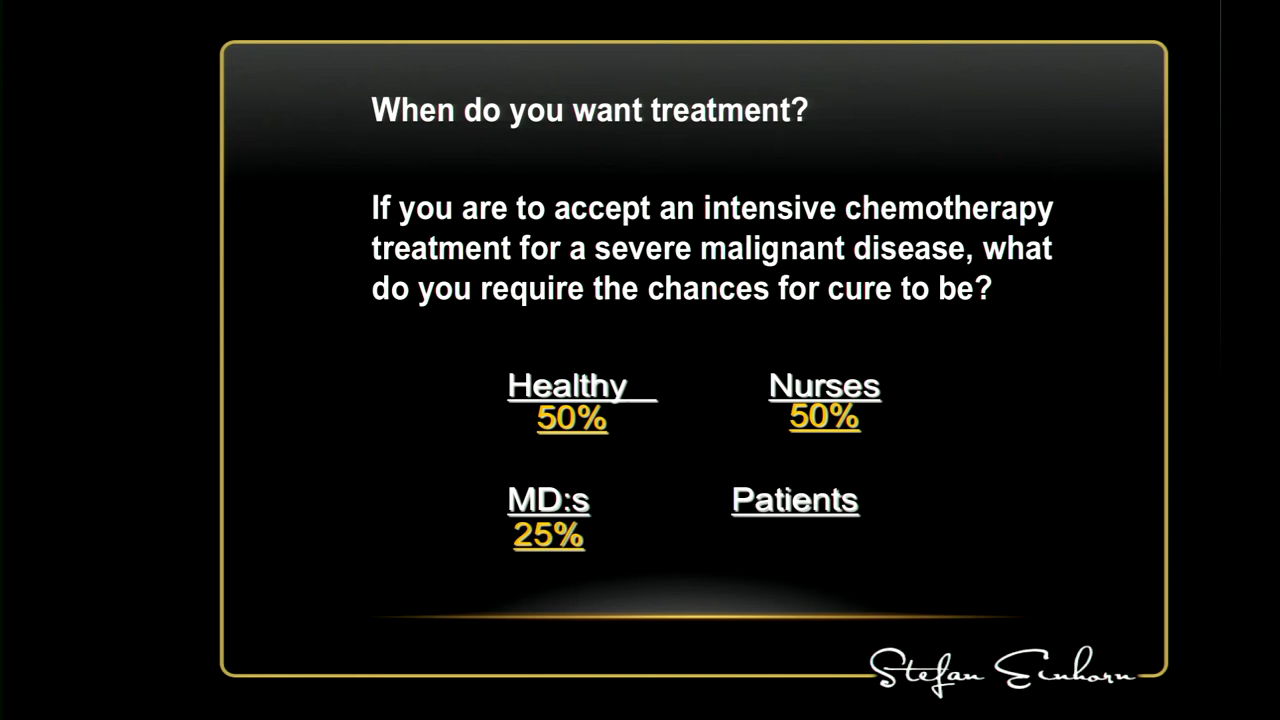 When do you want treatment?
If you are to accept an intensive chemotherapy
treatment for a severe malignant disease, what
do you require the chances for cure to be?
Healthy Nurses
50% 50%
MD:s Patients
25%
Stefan Einhorn